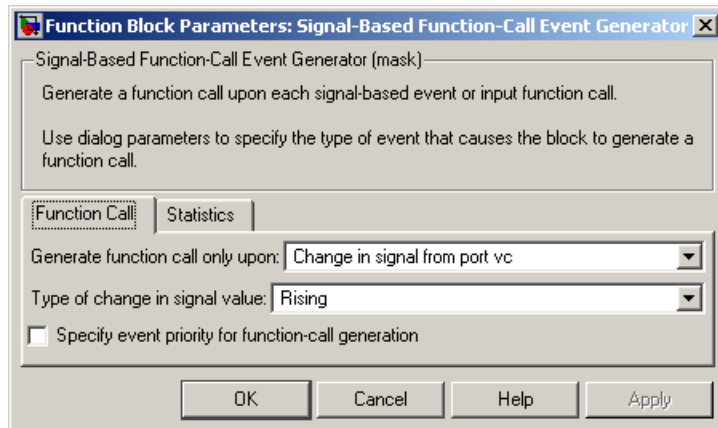 Function Block Parameters: Signal-Based Function-Call Event Generator
Signal-Based Function-Call Event Generator (mask)
Generate a function call upon each signal-based event or input function call.
Use dialog parameters to specify the type of event that causes the block to generate a
function call.
Function Call Statistics
Generate function call only upon: Change in signal from port vc
Type of change in signal value: Rising
Specify event priority for function-call generation
OK Cancel Help Apply